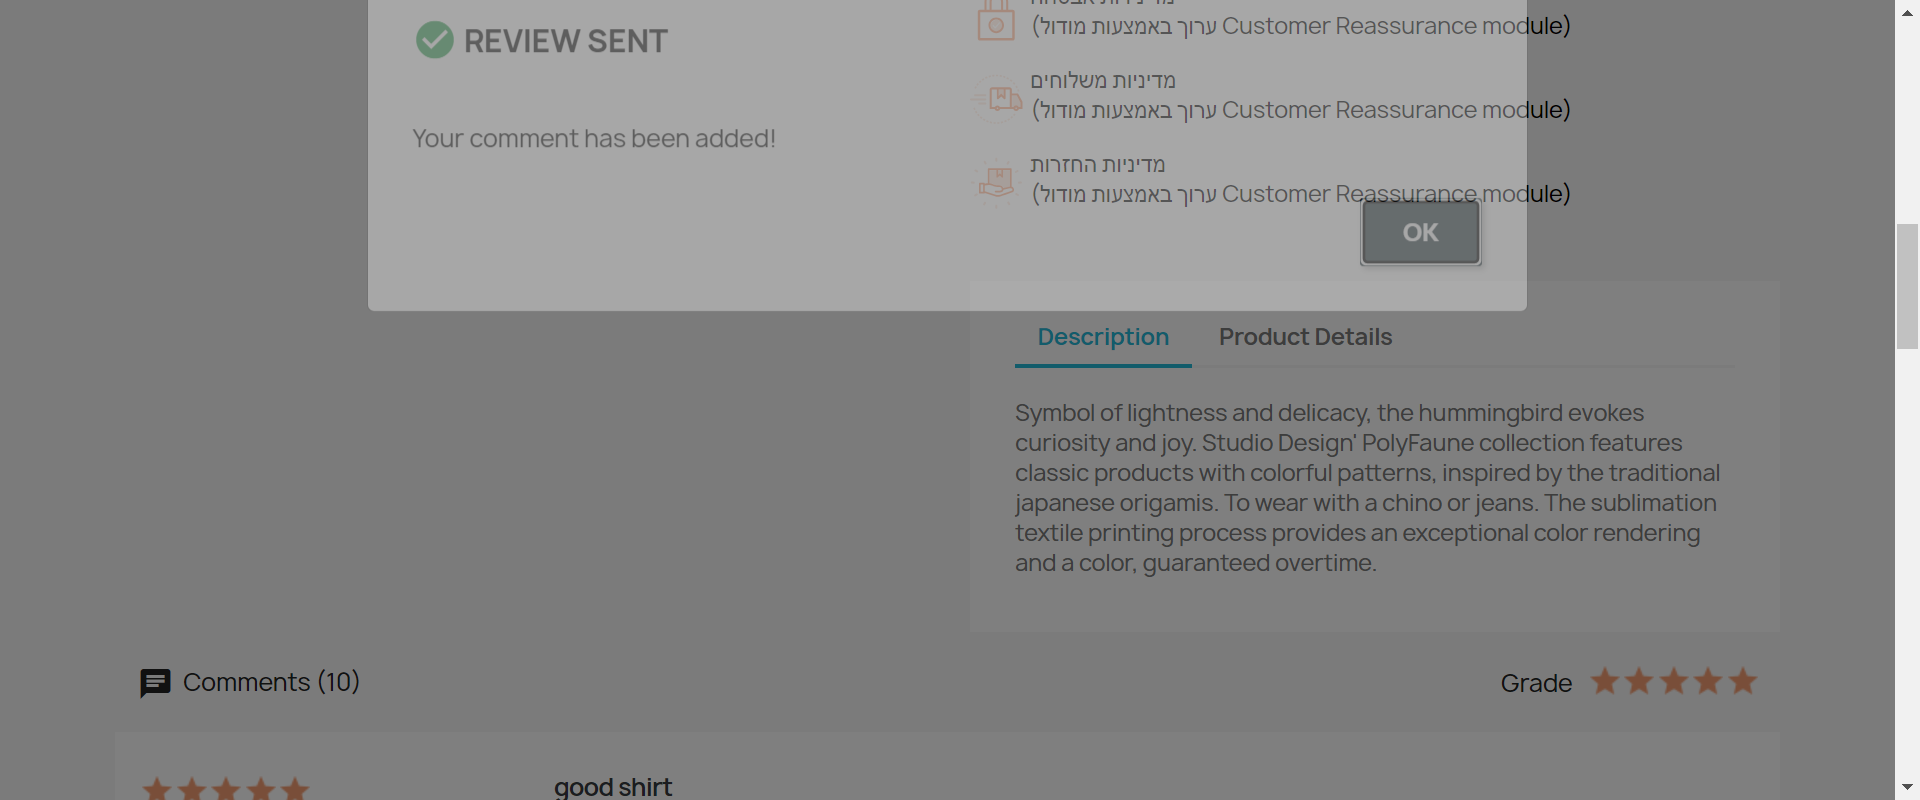 REVIEW SENT
Your comment has been added!
(ערוך באמצעות מודול Customer Reassurance module)
מדיניות משלוחים
(ערוך באמצעות מודול Customer Reassurance module)
מדיניות החזרות
(ערוך באמצעות מודול Customer Reassurance module)
OK
Description Product Details
Symbol of lightness and delicacy, the hummingbird evokes
curiosity and joy. Studio Design' PolyFaune collection features
classic products with colorful patterns, inspired by the traditional
japanese origamis. To wear with a chino or jeans. The sublimation
textile printing process provides an exceptional color rendering
and a color, guaranteed overtime.
Comments (10)
Grade
good shirt